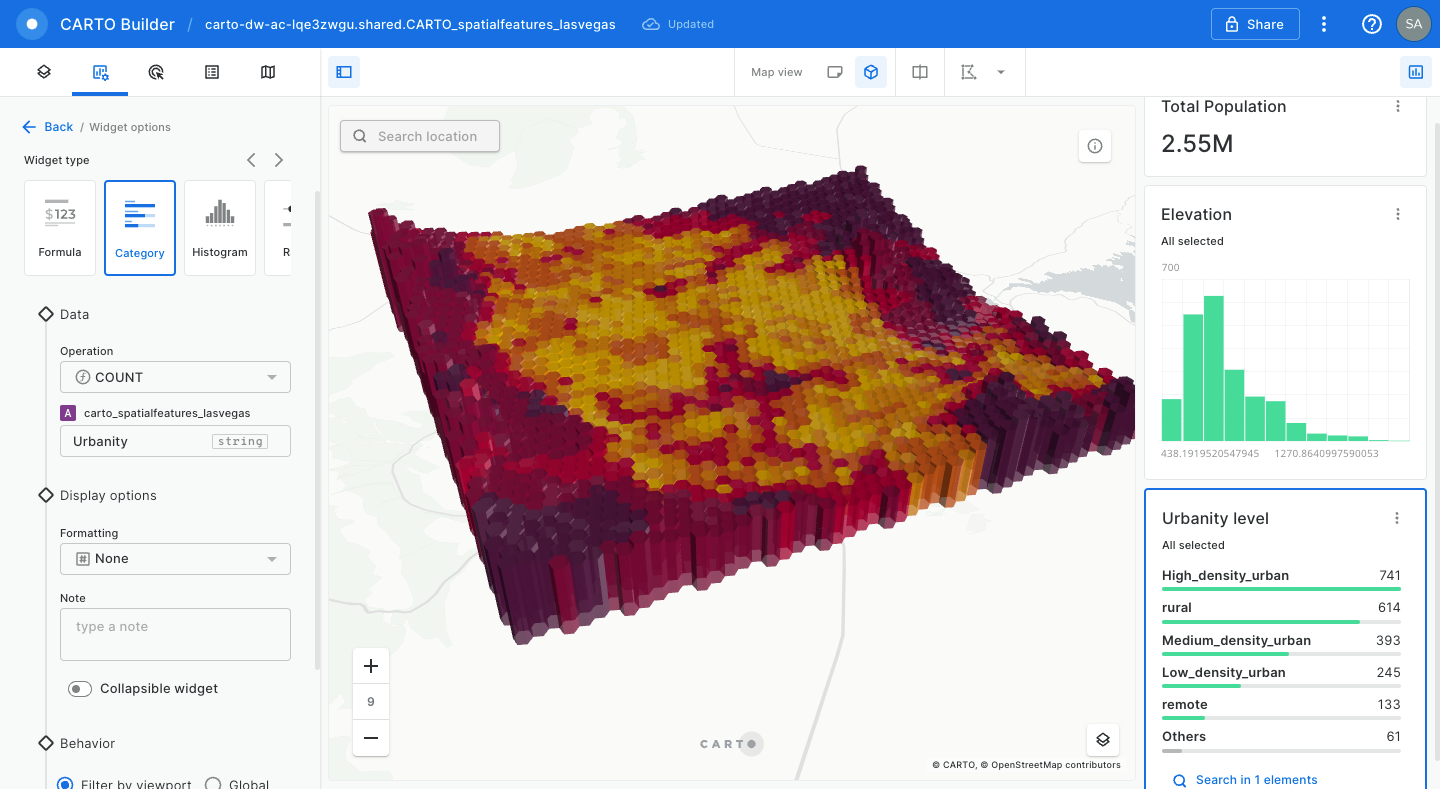 CARTO Builder / carto-dw-ac-lqe3zwgu.shared.CARTO_spatialfeatures_lasvegas Updated Share SA
Map view
Back / Widget options
Widget type
$123
Formula
Category
Histogram
R
Data
Operation
COUNT
A carto_spatialfeatures_lasvegas
Urbanity string
Display options
Formatting
# None
Note
type a note
Collapsible widget
Behavior
Filter by viewport
Global
Search location
9
CARTO
© CARTO, © OpenStreetMap contributors
Total Population
2.55M
Elevation
All selected
700
438.1919520547945 1270.8640997590053
Urbanity level
All selected
High_density_urban 741
rural 614
Medium_density_urban 393
Low_density_urban 245
remote 133
Others 61
Search in 1 elements